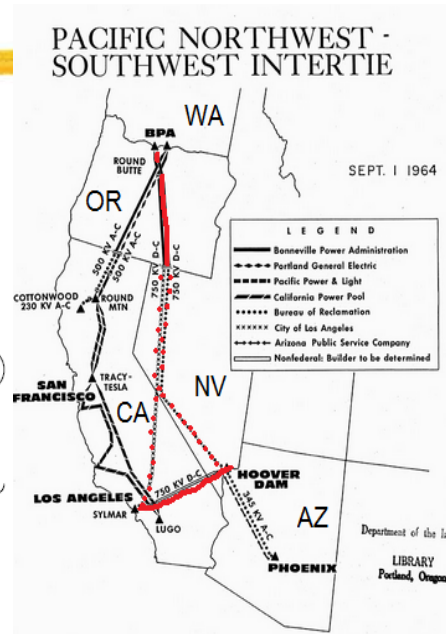 PACIFIC NORTHWEST -
SOUTHWEST INTERTIE
WA
BPA
ROUND
BUTTE
SEPT. 1 1964
OR
500 KV A-C
500 KV A-C
750 KV D-C
750 KV D-C
LEGEND
Bonneville Power Administration
Portland General Electric
Pacific Power & Light
California Power Pool
Bureau of Reclamation
City of Los Angeles
Arizona Public Service Company
Nonfederal: Builder to be determined
COTTONWOOD
230 KV A-C
ROUND
MTN
TRACY-
TESLA
SAN
FRANCISCO
CA
NV
750 KV D-C
HOOVER
DAM
LOS ANGELES
SYLMAR
LUGO
345 KV A-C
AZ
PHOENIX
Department of the
LIBRARY
Portland, Oregon